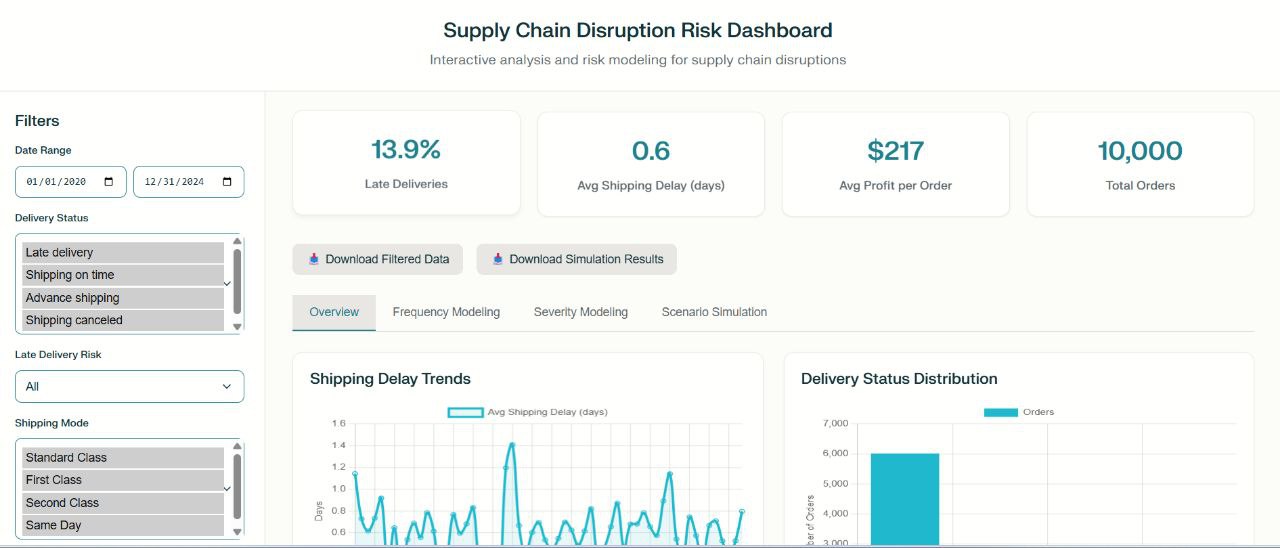 Supply Chain Disruption Risk Dashboard
Interactive analysis and risk modeling for supply chain disruptions
Filters
Date Range
01/01/2020
12/31/2024
Delivery Status
Late delivery
Shipping on time
Advance shipping
Shipping canceled
Late Delivery Risk
All
Shipping Mode
Standard Class
First Class
Second Class
Same Day
13.9%
Late Deliveries
0.6
Avg Shipping Delay (days)
$217
Avg Profit per Order
10,000
Total Orders
Download Filtered Data
Download Simulation Results
Overview
Frequency Modeling
Severity Modeling
Scenario Simulation
Shipping Delay Trends
Avg Shipping Delay (days)
1.6
1.4
1.2
1.0
0.8
0.6
Days
Delivery Status Distribution
Orders
7,000
6,000
5,000
4,000
3,000
of Orders